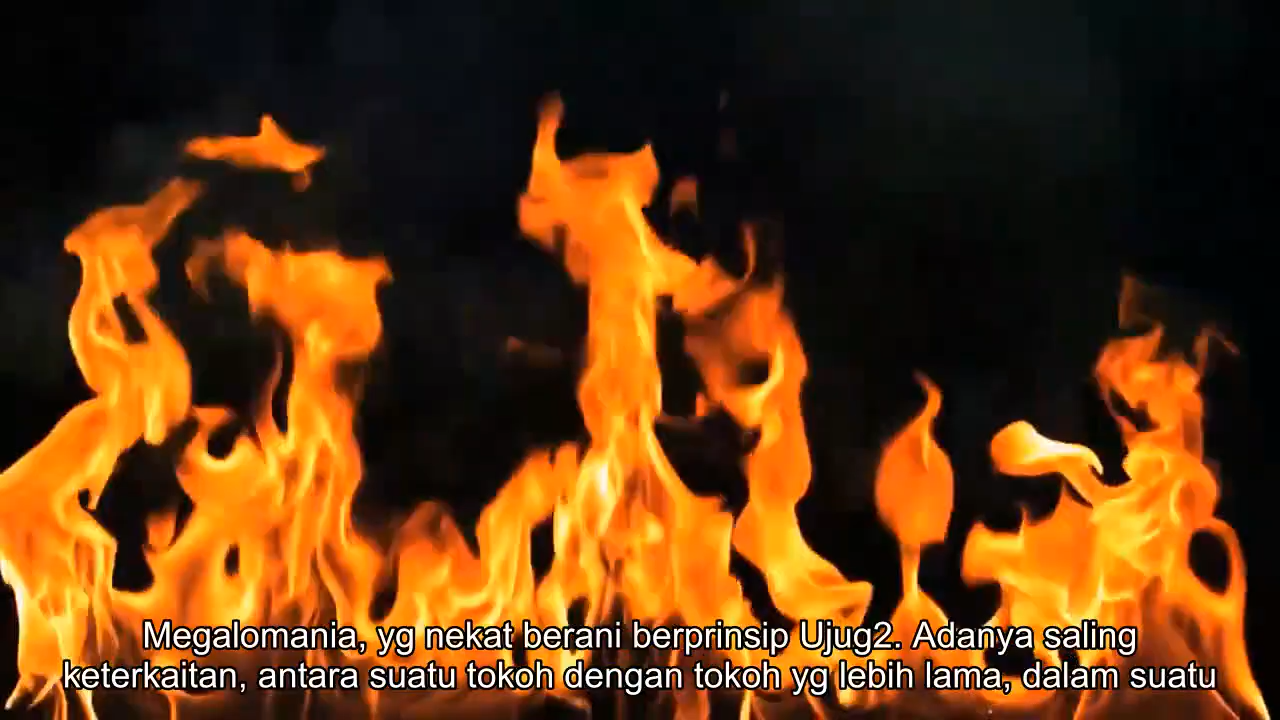 Megalomania, yg nekat berani berprinsip Ujug2. Adanya saling
keterkaitan, antara suatu tokoh dengan tokoh yg lebih lama, dalam suatu